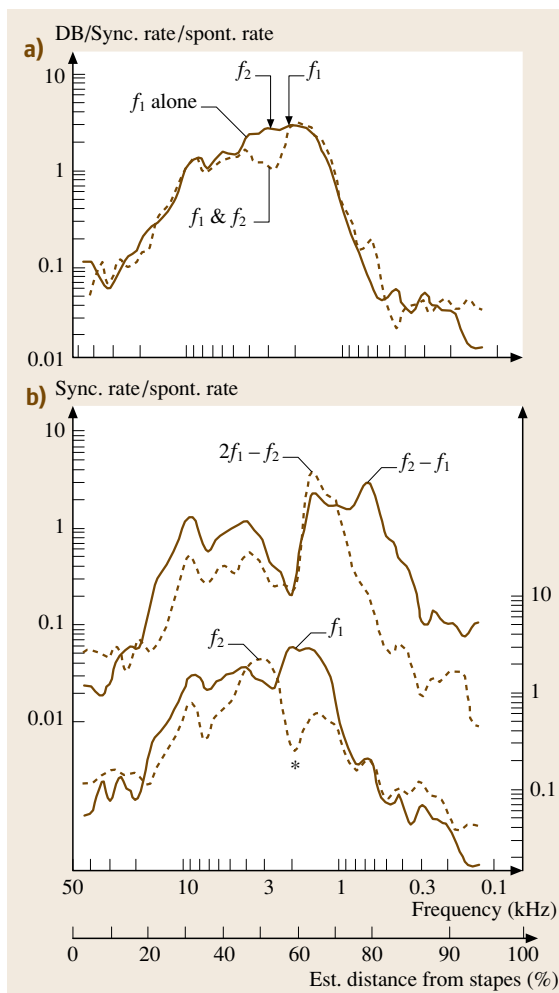 a) DB/Sync. rate/spont. rate
10
1
0.1
0.01
f2
f1
f1 alone
f1 & f2
b) Sync. rate/spont. rate
10
1
0.1
0.01
10
1
0.1
2f1 – f2
f2 – f1
f2
f1
*
50 10 3 1 0.3 0.1
Frequency (kHz)
0 20 40 60 80 100
Est. distance from stapes (%)